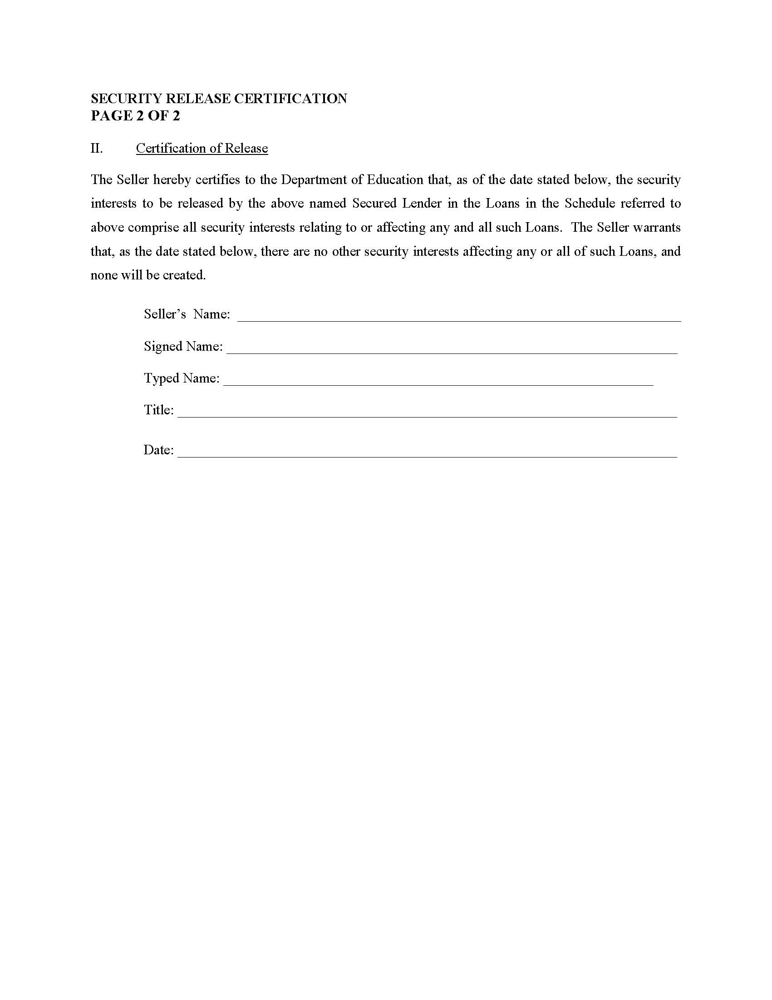 SECURITY RELEASE CERTIFICATION
PAGE 2 OF 2
II. Certification of Release
The Seller hereby certifies to the Department of Education that, as of the date stated below, the security
interests to be released by the above named Secured Lender in the Loans in the Schedule referred to
above comprise all security interests relating to or affecting any and all such Loans.  The Seller warrants
that, as the date stated below, there are no other security interests affecting any or all of such Loans, and
none will be created.
Seller’s  Name:
Signed Name:
Typed Name:
Title:
Date: